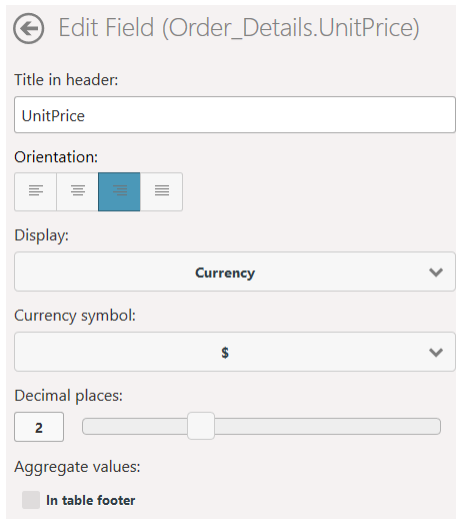 Edit Field (Order_Details.UnitPrice)
Title in header:
UnitPrice
Orientation:
Display:
Currency
Currency symbol:
$
Decimal places:
2
Aggregate values:
In table footer